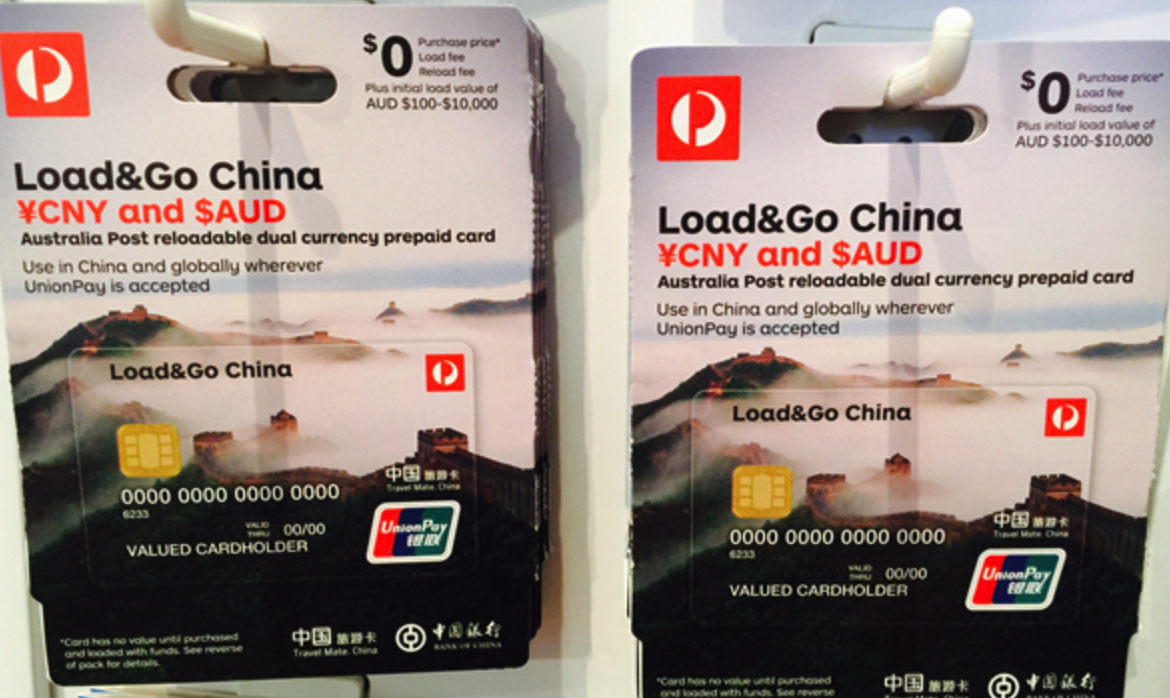 $0 Purchase price*
Load fee
Reload fee
Plus initial load value of
AUD $100-$10,000
Load&Go China
¥CNY and $AUD
Australia Post reloadable dual currency prepaid card
Use in China and globally wherever
UnionPay is accepted
Load&Go China
中国旅游卡
Travel Mate. China
0000 0000 0000 0000
6233
VALID
THRU 00/00
VALUED CARDHOLDER
UnionPay
银联
*Card has no value until purchased
and loaded with funds. See reverse
of pack for details.
中国旅游卡
Travel Mate. China
中国银行
BANK OF CHINA
$0 Purchase price*
Load fee
Reload fee
Plus initial load value of
AUD $100-$10,000
Load&Go China
¥CNY and $AUD
Australia Post reloadable dual currency prepaid card
Use in China and globally wherever
UnionPay is accepted
Load&Go China
中国旅游卡
Travel Mate. China
0000 0000 0000 0000
6233
VALID
THRU 00/00
VALUED CARDHOLDER
UnionPay
银联
*Card has no value until purchased
and loaded with funds. See reverse
中国旅游卡
中国银行